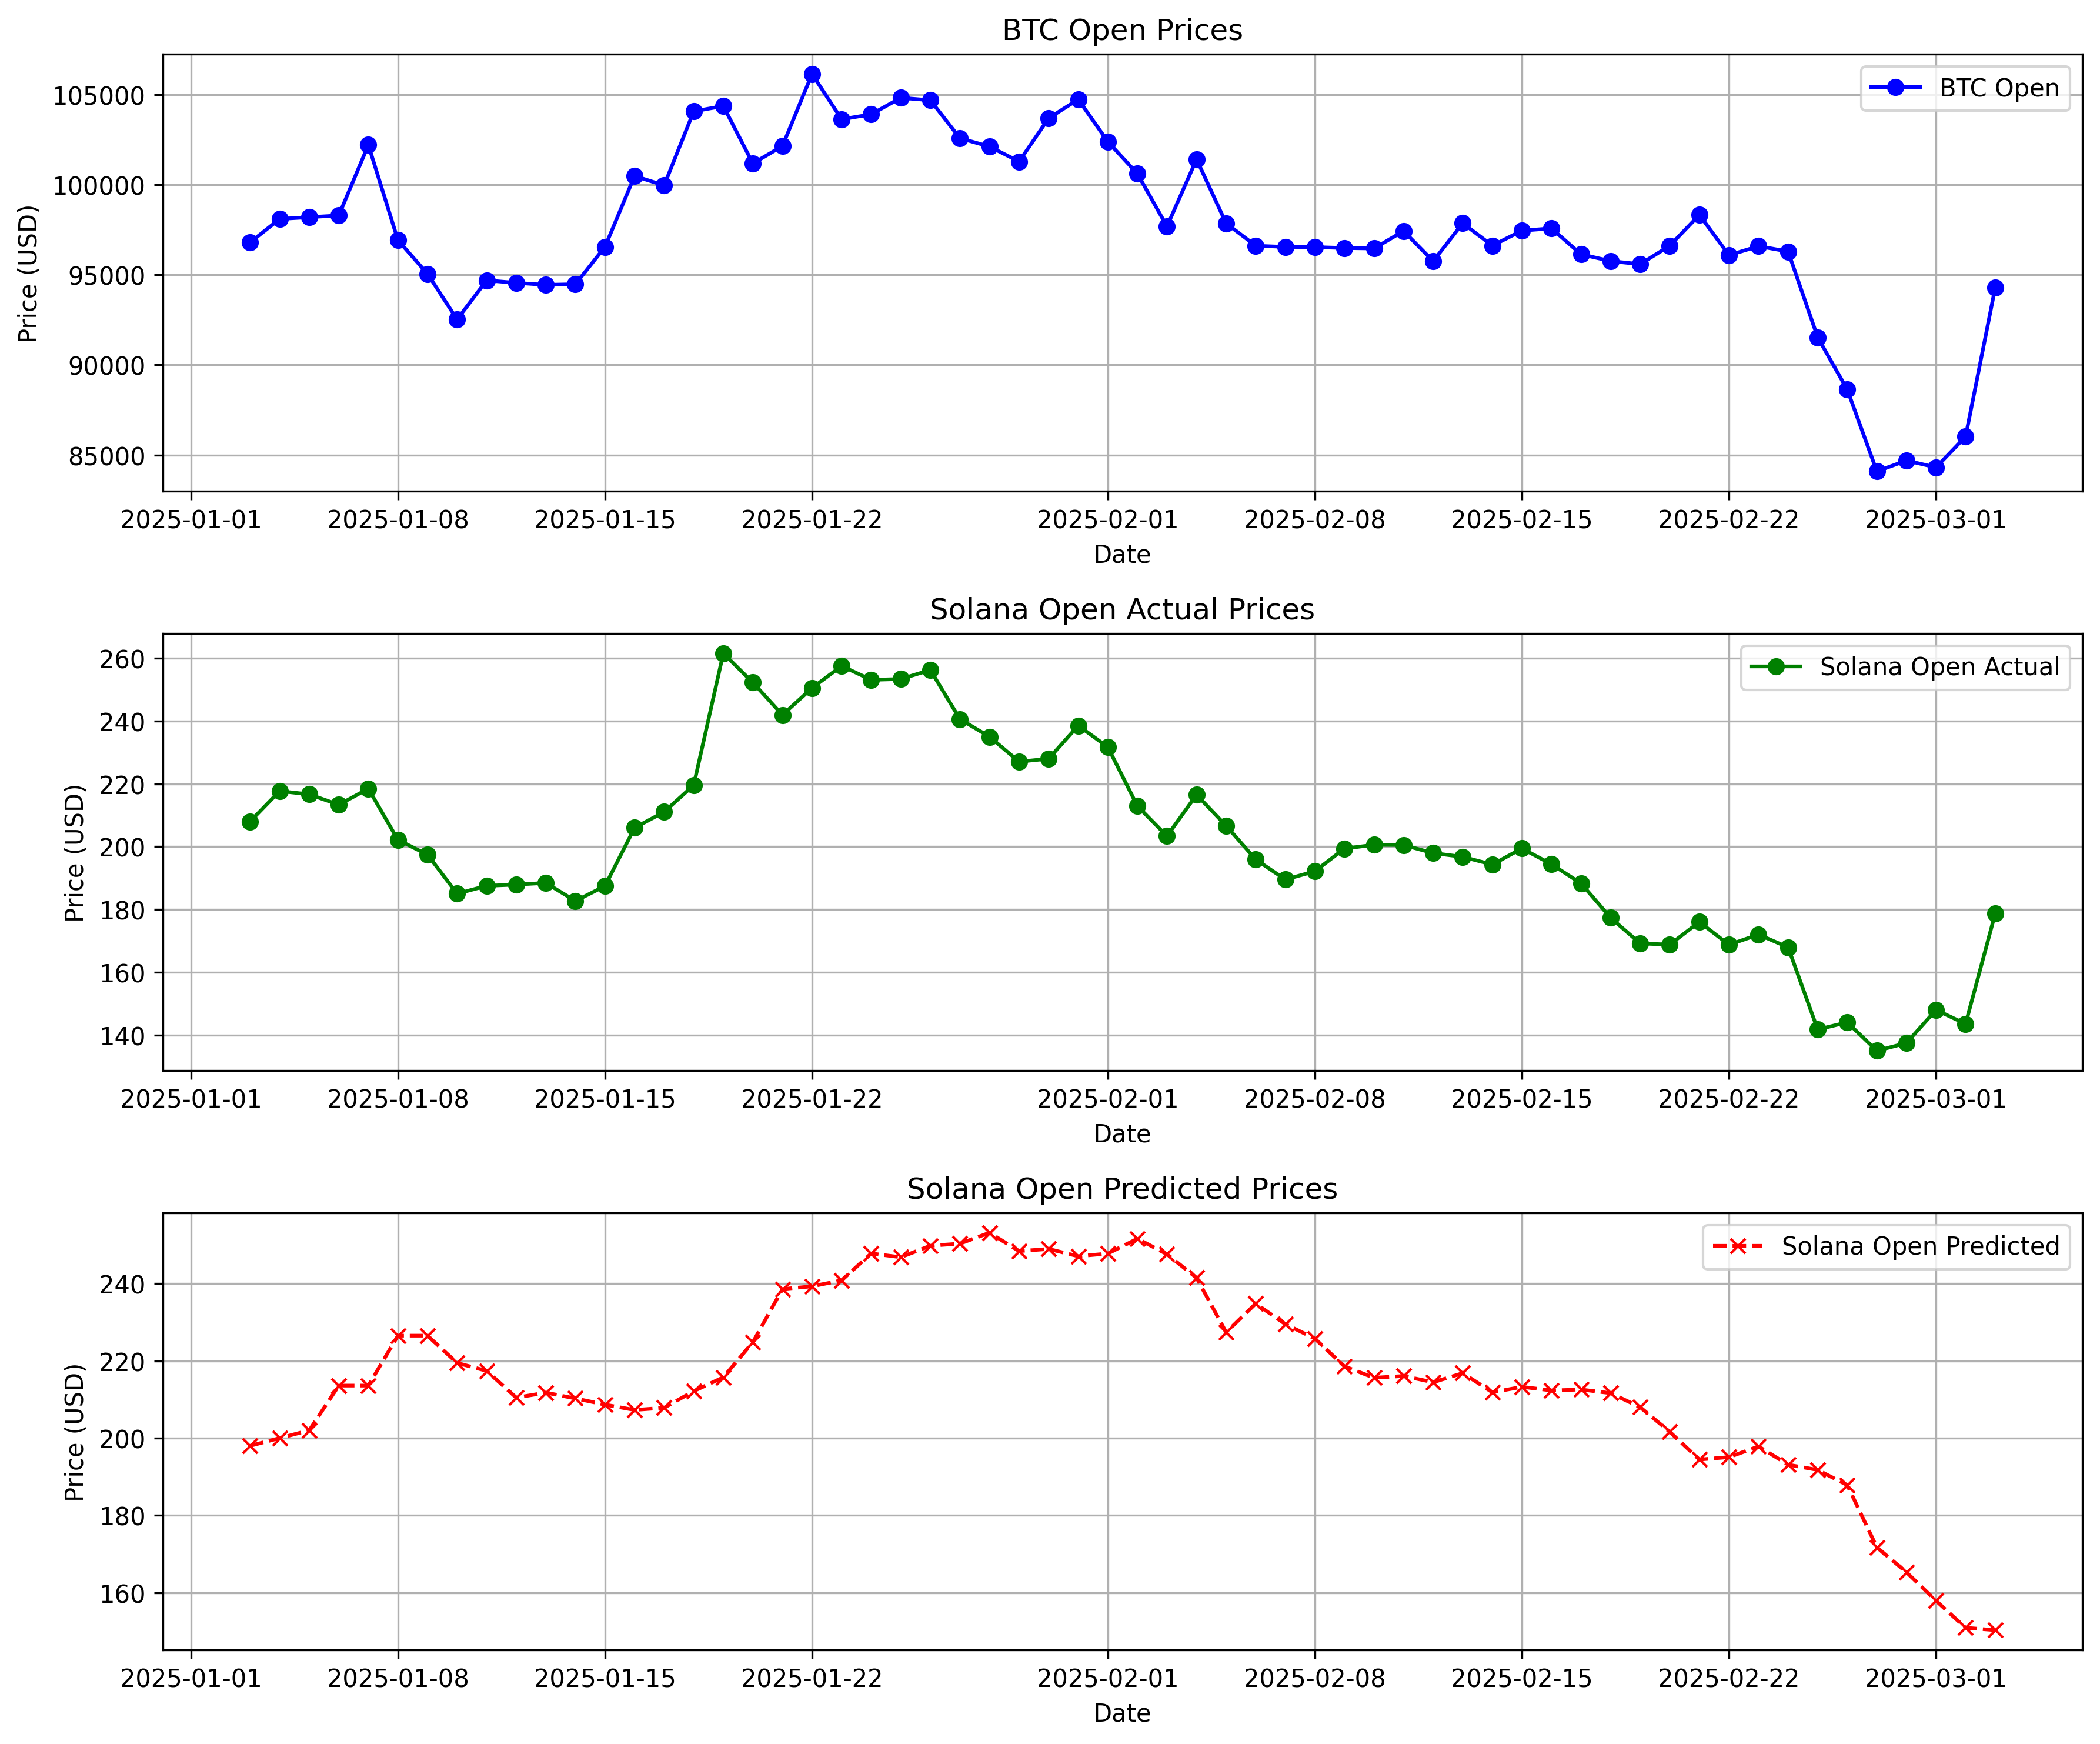 BTC Open Prices
BTC Open
105000
100000
95000
90000
85000
Price (USD)
2025-01-01 2025-01-08 2025-01-15 2025-01-22 2025-02-01 2025-02-08 2025-02-15 2025-02-22 2025-03-01
Date
Solana Open Actual Prices
Solana Open Actual
260
240
220
200
180
160
140
Price (USD)
2025-01-01 2025-01-08 2025-01-15 2025-01-22 2025-02-01 2025-02-08 2025-02-15 2025-02-22 2025-03-01
Date
Solana Open Predicted Prices
Solana Open Predicted
240
220
200
180
160
Price (USD)
2025-01-01 2025-01-08 2025-01-15 2025-01-22 2025-02-01 2025-02-08 2025-02-15 2025-02-22 2025-03-01
Date